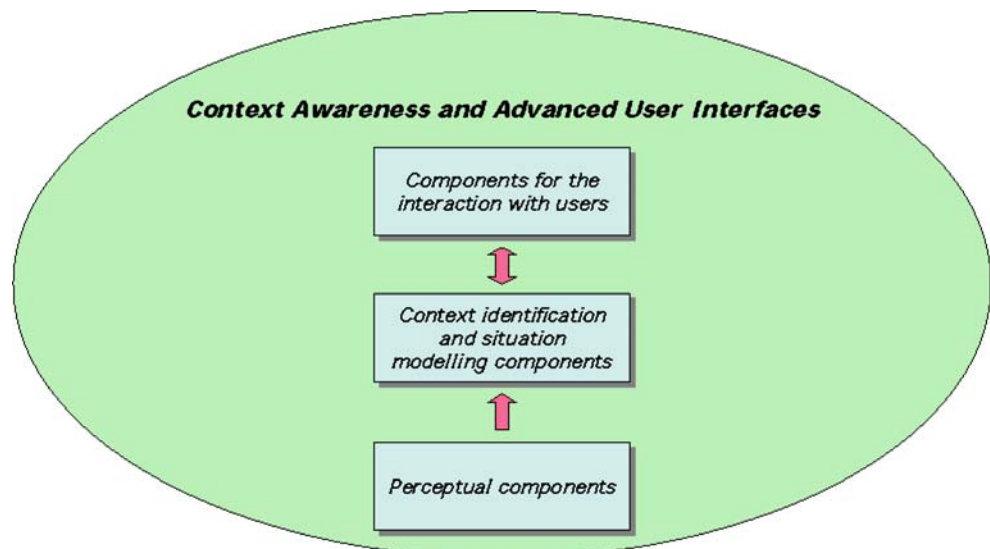 Context Awareness and Advanced User Interfaces
Components for the
interaction with users
Context identification
and situation
modelling components
Perceptual components